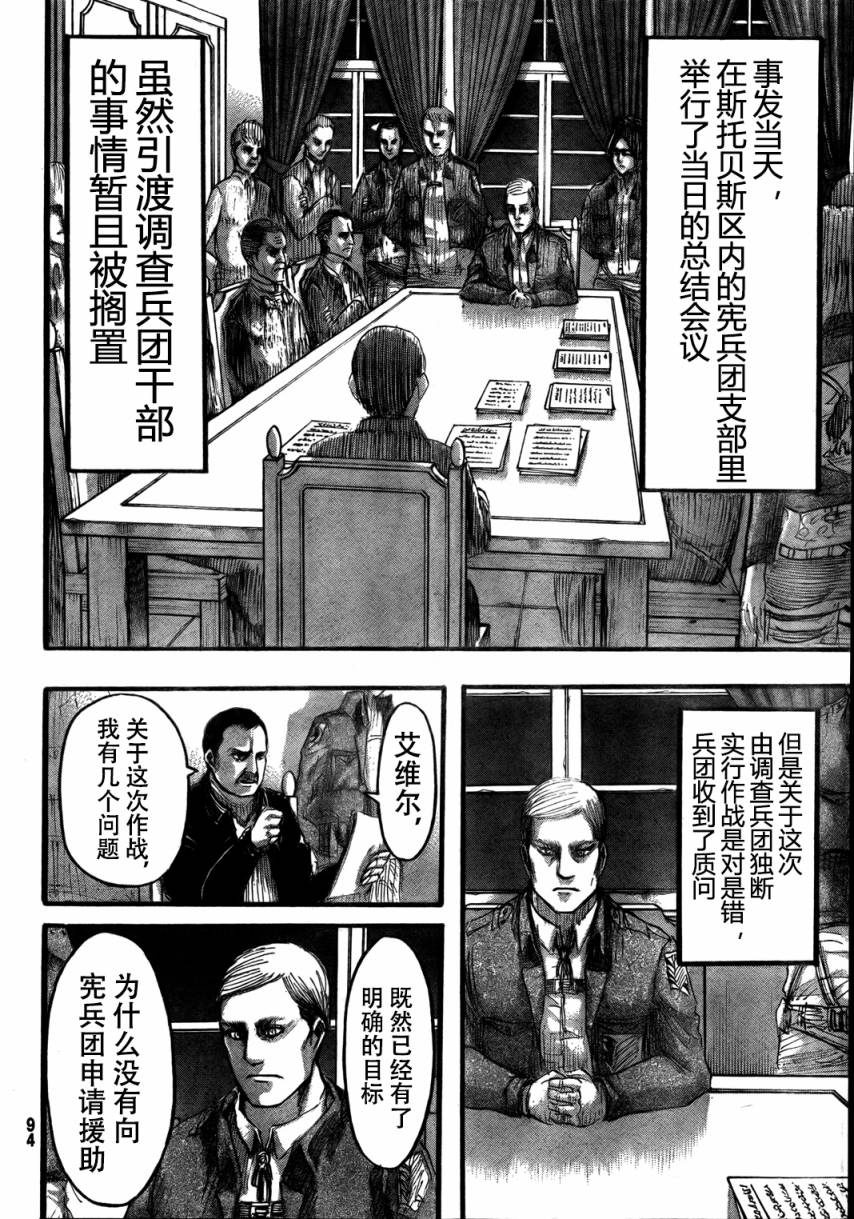 事发当天，
在斯托贝斯区内的宪兵团支部里
举行了当日的总结会议
虽然引渡调查兵团干部
的事情暂且被搁置
但是关于这次
由调查兵团独断
实行作战是对是错，
兵团收到了质问
艾维尔，
关于这次作战，
我有几个问题
既然已经有了
明确的目标
为什么没有向
宪兵团申请援助
94